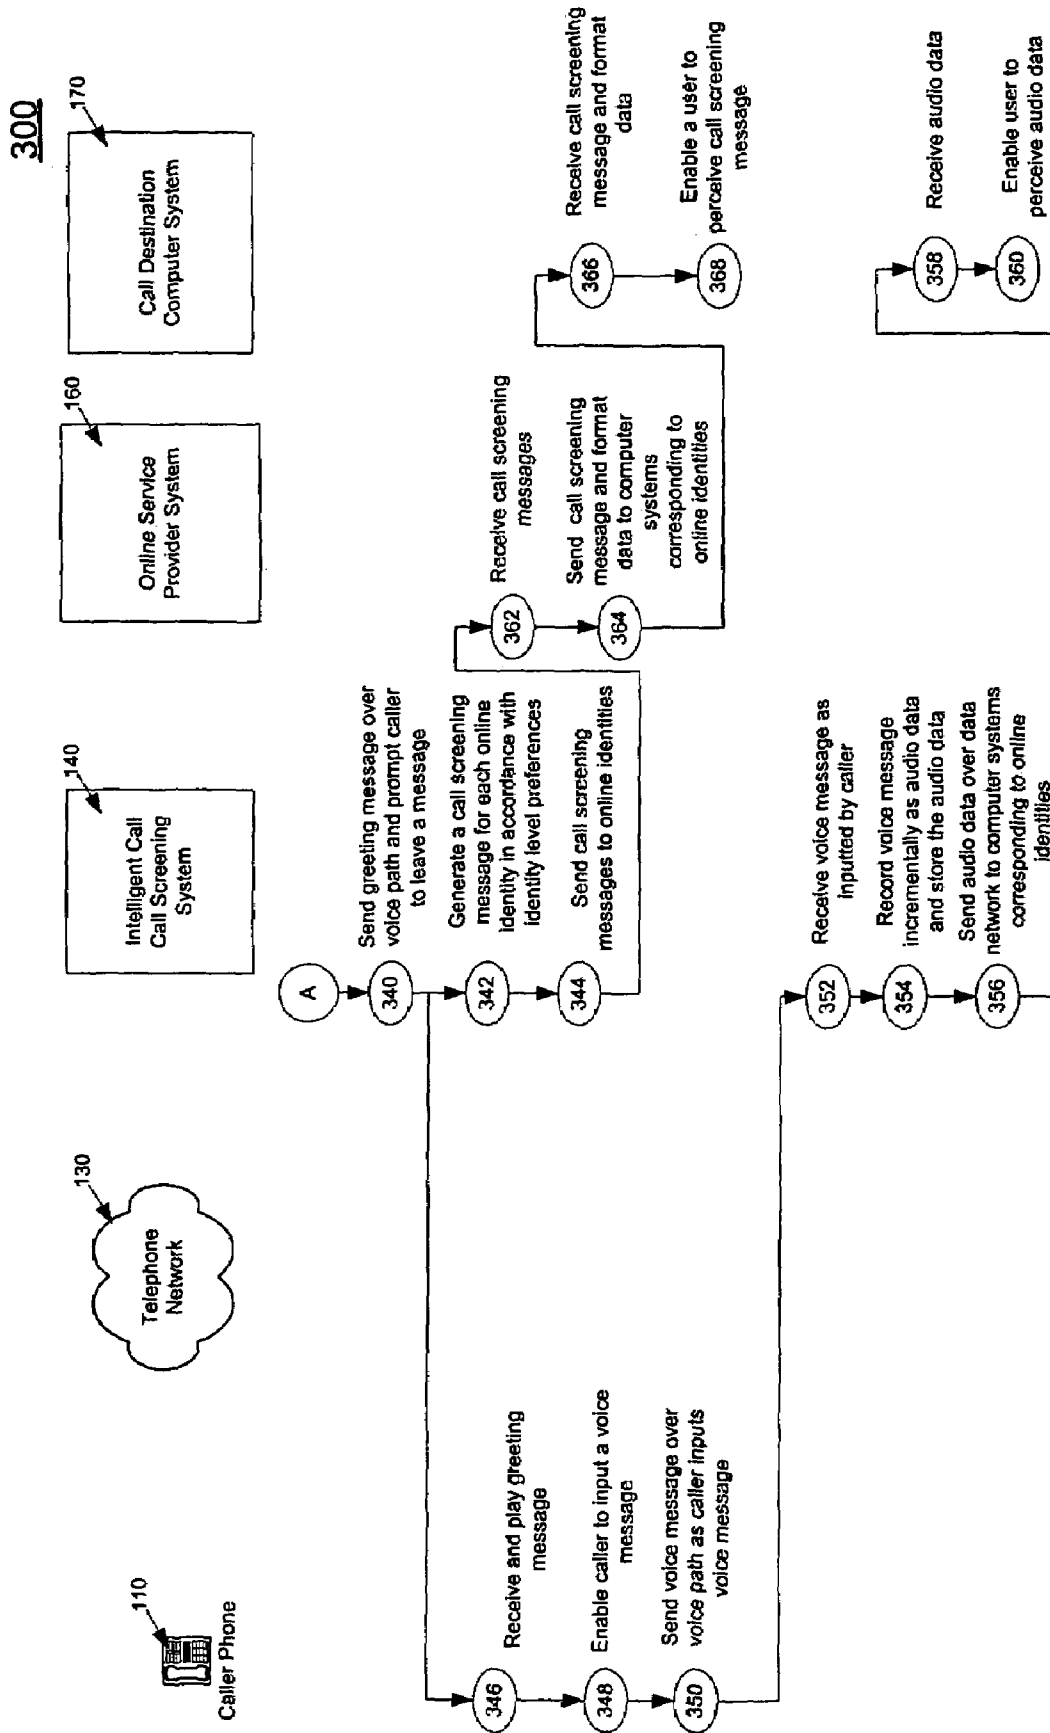 300
110
Caller Phone
130
Telephone
Network
140
Intelligent Call
Call Screening
System
160
Online Service
Provider System
170
Call Destination
Computer System
A
340
Send greeting message over
voice path and prompt caller
to leave a message
342
Generate a call screening
message for each online
identity in accordance with
identity level preferences
344
Send call screening
messages to online identities
346
Receive and play greeting
message
348
Enable caller to input a voice
message
350
Send voice message over
voice path as caller inputs
voice message
362
Receive call screening
messages
364
Send call screening
message and format
data to computer
systems
corresponding to
online identities
366
Receive call screening
message and format
data
368
Enable a user to
perceive call screening
message
352
Receive voice message as
inputted by caller
354
Record voice message
incrementally as audio data
and store the audio data
356
Send audio data over data
network to computer systems
corresponding to online
identities
358
Receive audio data
360
Enable user to
perceive audio data